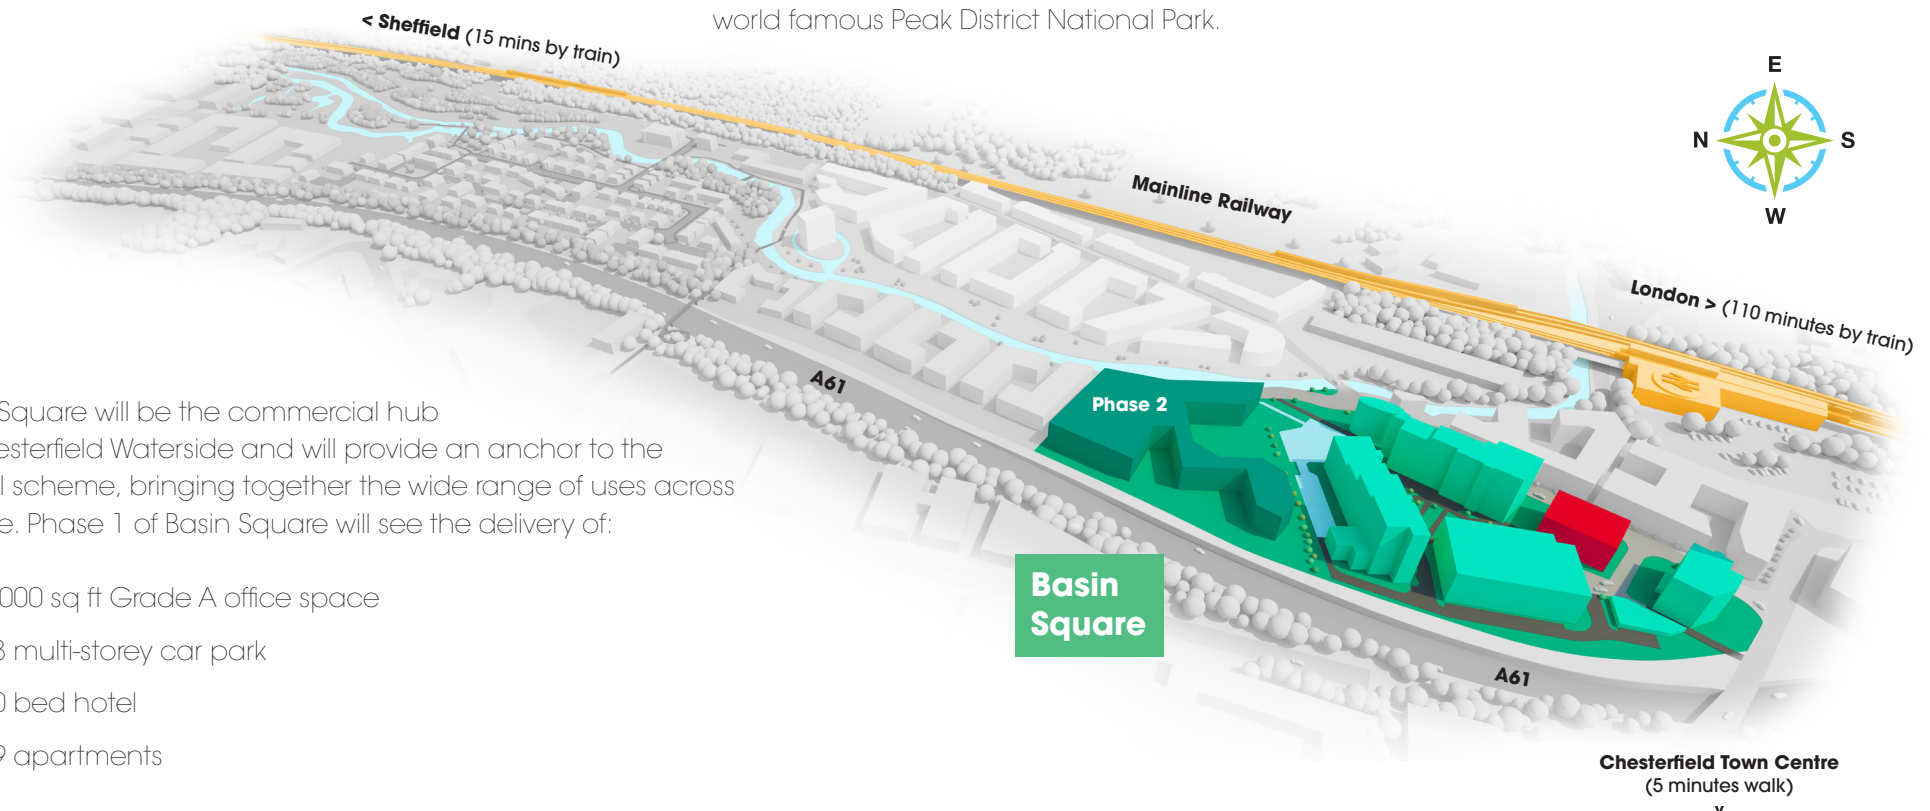 world famous Peak District National Park.
< Sheffield (15 mins by train)
E
N
S
W
Mainline Railway
London > (110 minutes by train)
A61
Phase 2
Square will be the commercial hub
esterfield Waterside and will provide an anchor to the
l scheme, bringing together the wide range of uses across
e. Phase 1 of Basin Square will see the delivery of:
000 sq ft Grade A office space
3 multi-storey car park
0 bed hotel
9 apartments
Basin
Square
A61
Chesterfield Town Centre
(5 minutes walk)
v